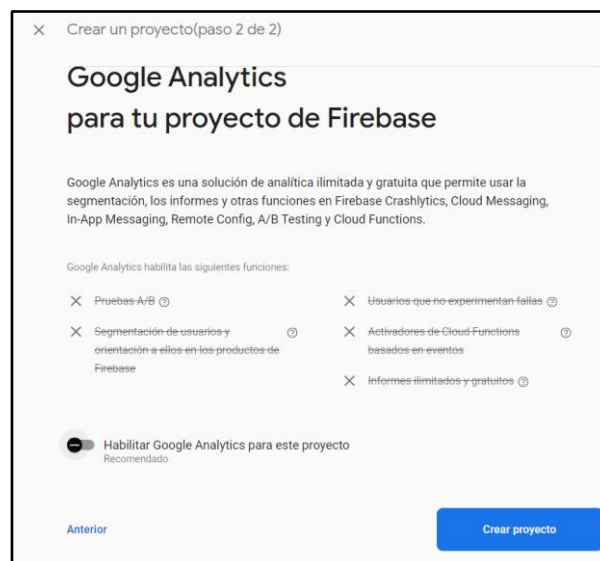 Crear un proyecto(paso 2 de 2)
Google Analytics
para tu proyecto de Firebase
Google Analytics es una solución de analítica ilimitada y gratuita que permite usar la
segmentación, los informes y otras funciones en Firebase Crashlytics, Cloud Messaging,
In-App Messaging, Remote Config, A/B Testing y Cloud Functions.
Google Analytics habilita las siguientes funciones:
Pruebas A/B
Segmentación de usuarios y
orientación a ellos en los productos de
Firebase
Usuarios que no experimentan fallas
Activadores de Cloud Functions
basados en eventos
Informes ilimitados y gratuitos
Habilitar Google Analytics para este proyecto
Recomendado
Anterior
Crear proyecto